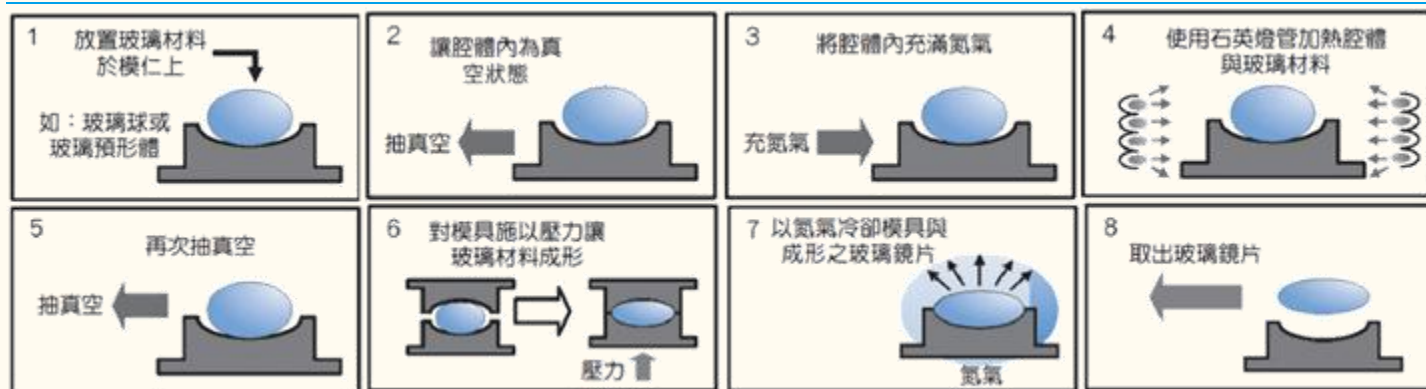 1
放置玻璃材料
於模仁上
如：玻璃球或
玻璃預形體
2
讓腔體內為真
空狀態
抽真空
3
將腔體內充滿氮氣
充氮氣
4
使用石英燈管加熱腔體
與玻璃材料
5
再次抽真空
抽真空
6
對模具施以壓力讓
玻璃材料成形
壓力
7 以氮氣冷卻模具與
成形之玻璃鏡片
氮氣
8
取出玻璃鏡片